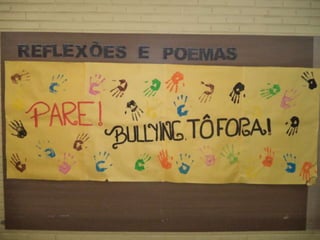 REFLEXÕES E POEMAS
PARE!
BULLYING, TÔ FORA!